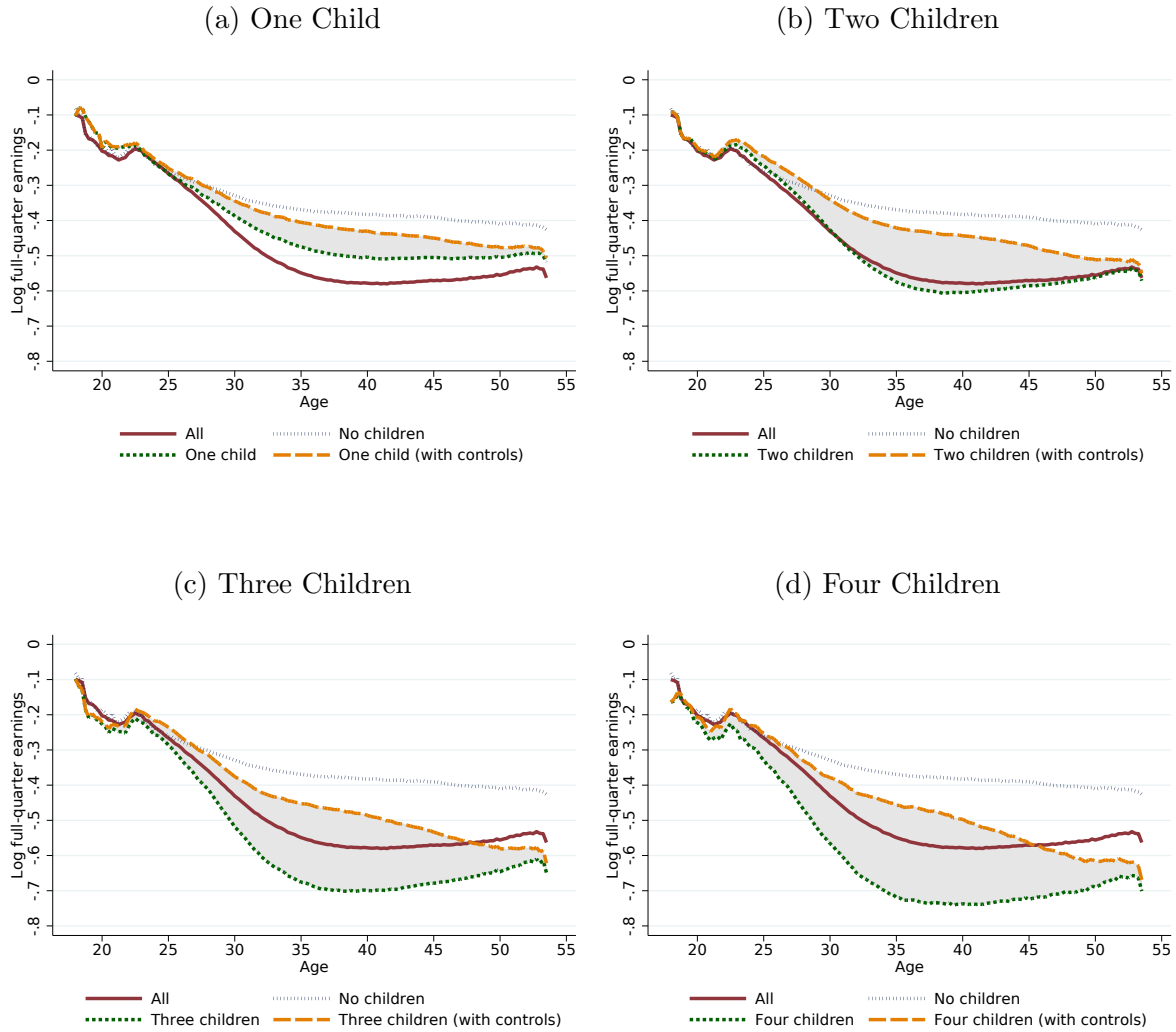 (a) One Child
Log full-quarter earnings
0
-.1
-.2
-.3
-.4
-.5
-.6
-.7
-.8
20 25 30 35 40 45 50 55
Age
All No children
One child One child (with controls)
(b) Two Children
Log full-quarter earnings
0
-.1
-.2
-.3
-.4
-.5
-.6
-.7
-.8
20 25 30 35 40 45 50 55
Age
All No children
Two children Two children (with controls)
(c) Three Children
Log full-quarter earnings
0
-.1
-.2
-.3
-.4
-.5
-.6
-.7
-.8
20 25 30 35 40 45 50 55
Age
All No children
Three children Three children (with controls)
(d) Four Children
Log full-quarter earnings
0
-.1
-.2
-.3
-.4
-.5
-.6
-.7
-.8
20 25 30 35 40 45 50 55
Age
All No children
Four children Four children (with controls)